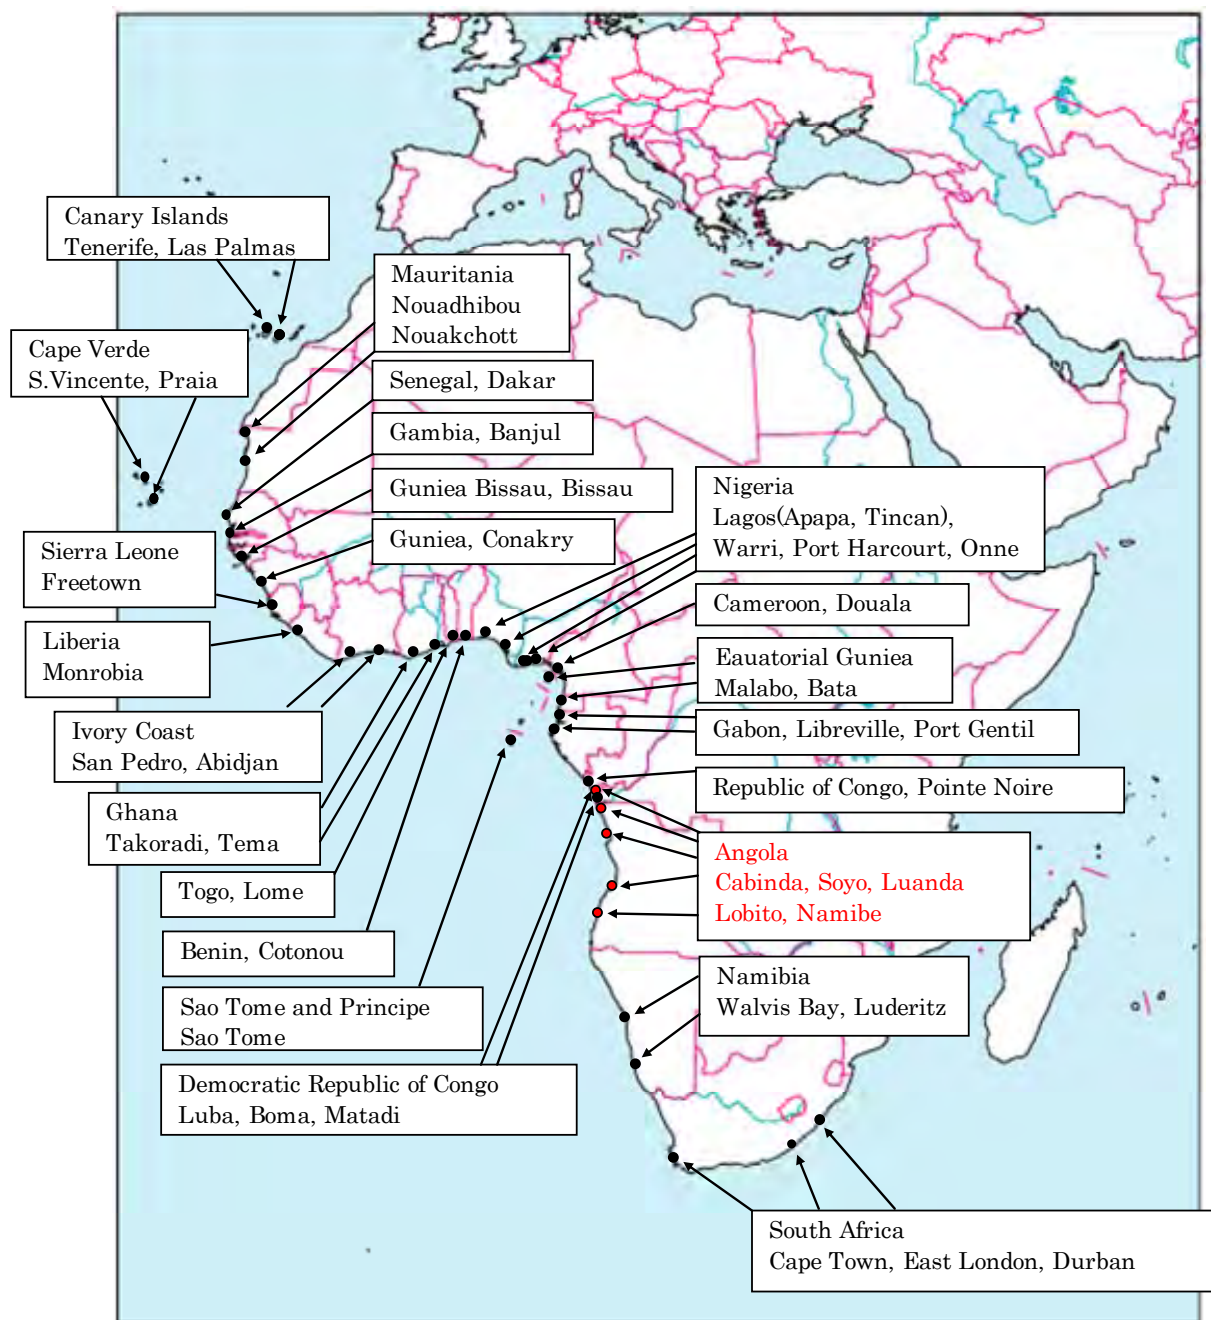 Canary Islands
Tenerife, Las Palmas
Mauritania
Nouadhibou
Nouakchott
Cape Verde
S.Vincente, Praia
Senegal, Dakar
Gambia, Banjul
Guniea Bissau, Bissau
Guniea, Conakry
Nigeria
Lagos(Apapa, Tincan),
Warri, Port Harcourt, Onne
Sierra Leone
Freetown
Cameroon, Douala
Liberia
Monrobia
Eauatorial Guniea
Malabo, Bata
Ivory Coast
San Pedro, Abidjan
Gabon, Libreville, Port Gentil
Republic of Congo, Pointe Noire
Ghana
Takoradi, Tema
Angola
Cabinda, Soyo, Luanda
Lobito, Namibe
Togo, Lome
Benin, Cotonou
Namibia
Walvis Bay, Luderitz
Sao Tome and Principe
Sao Tome
Democratic Republic of Congo
Luba, Boma, Matadi
South Africa
Cape Town, East London, Durban